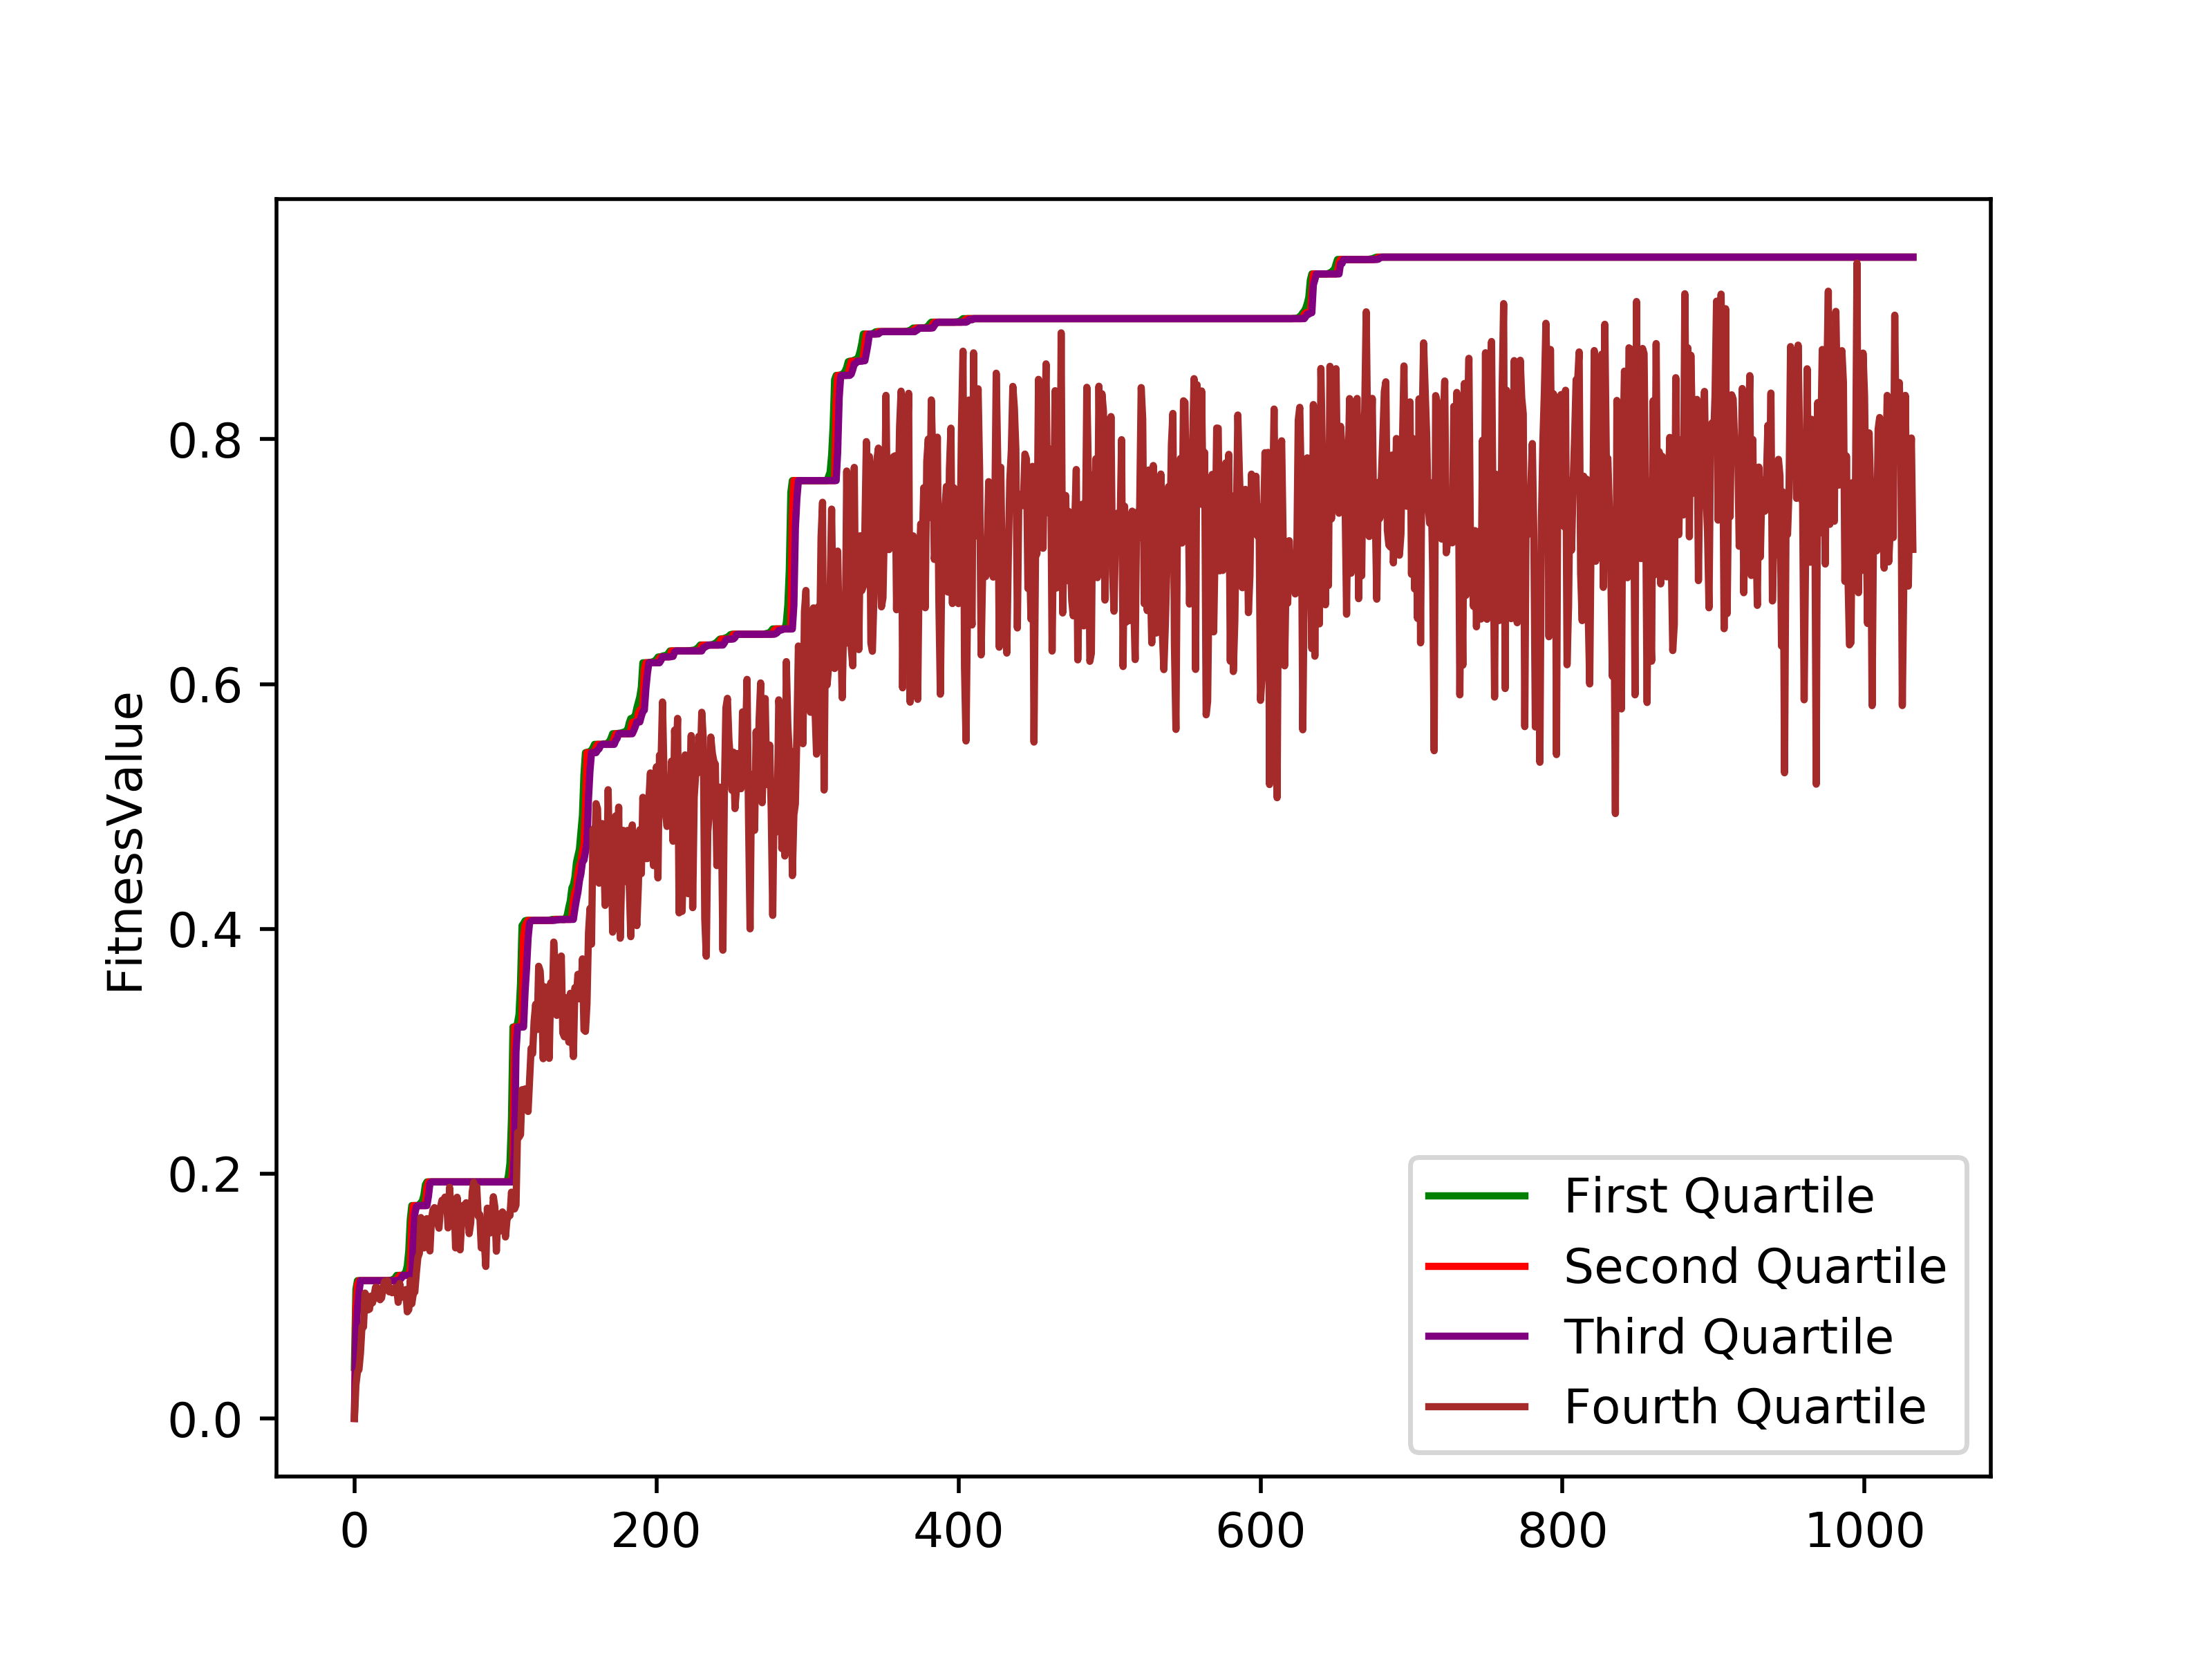 FitnessValue
0.8
0.6
0.4
0.2
0.0
0 200 400 600 800 1000
First Quartile
Second Quartile
Third Quartile
Fourth Quartile